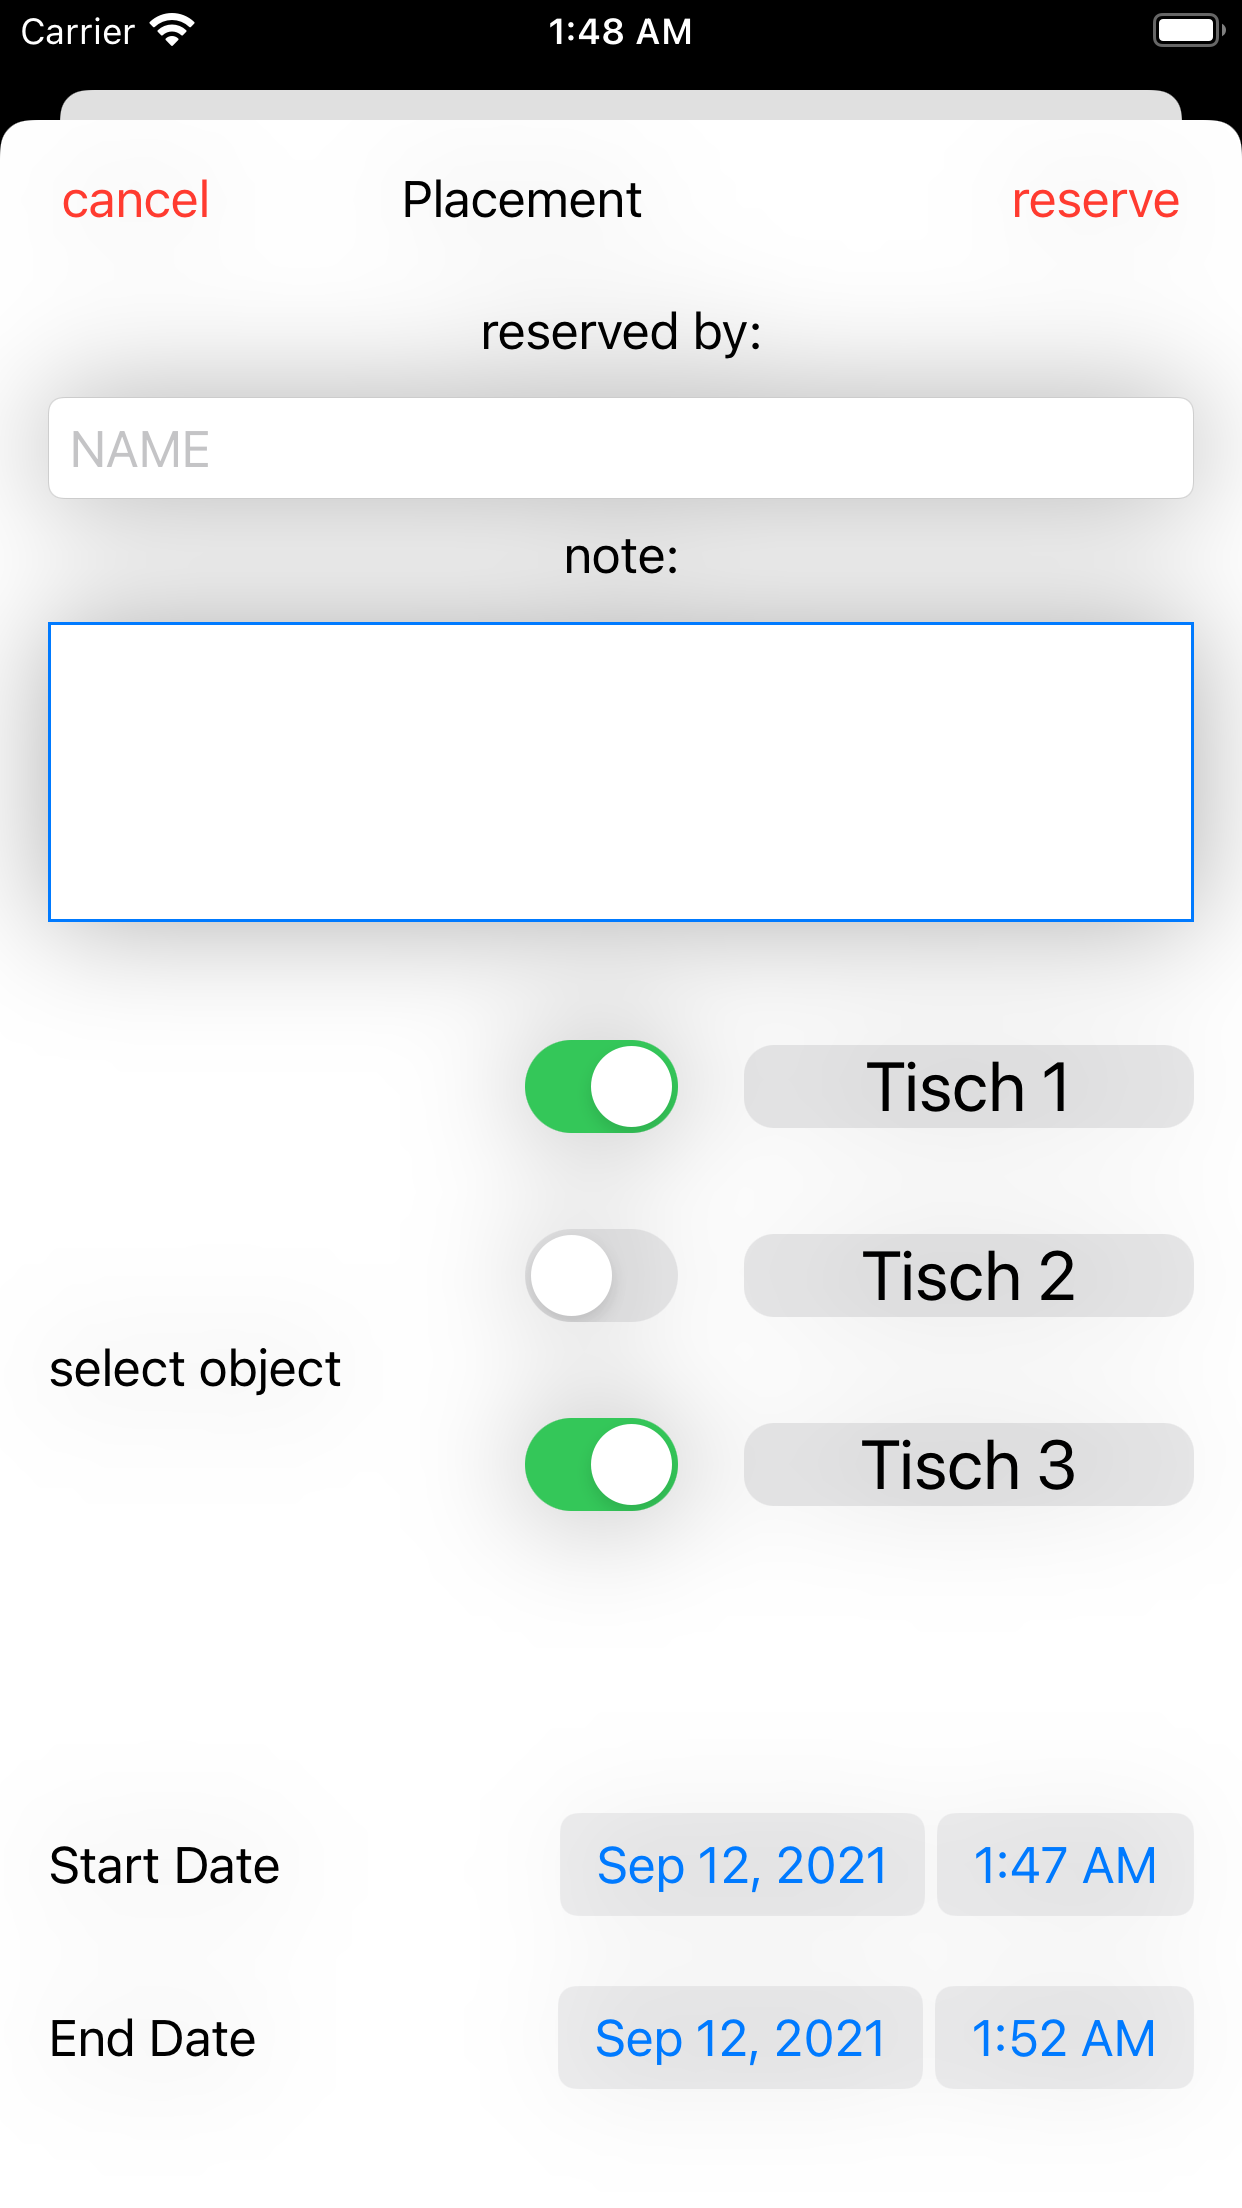 Carrier 1:48 AM
cancel Placement reserve
reserved by:
NAME
note:
Tisch 1
Tisch 2
select object
Tisch 3
Start Date Sep 12, 2021 1:47 AM
End Date Sep 12, 2021 1:52 AM